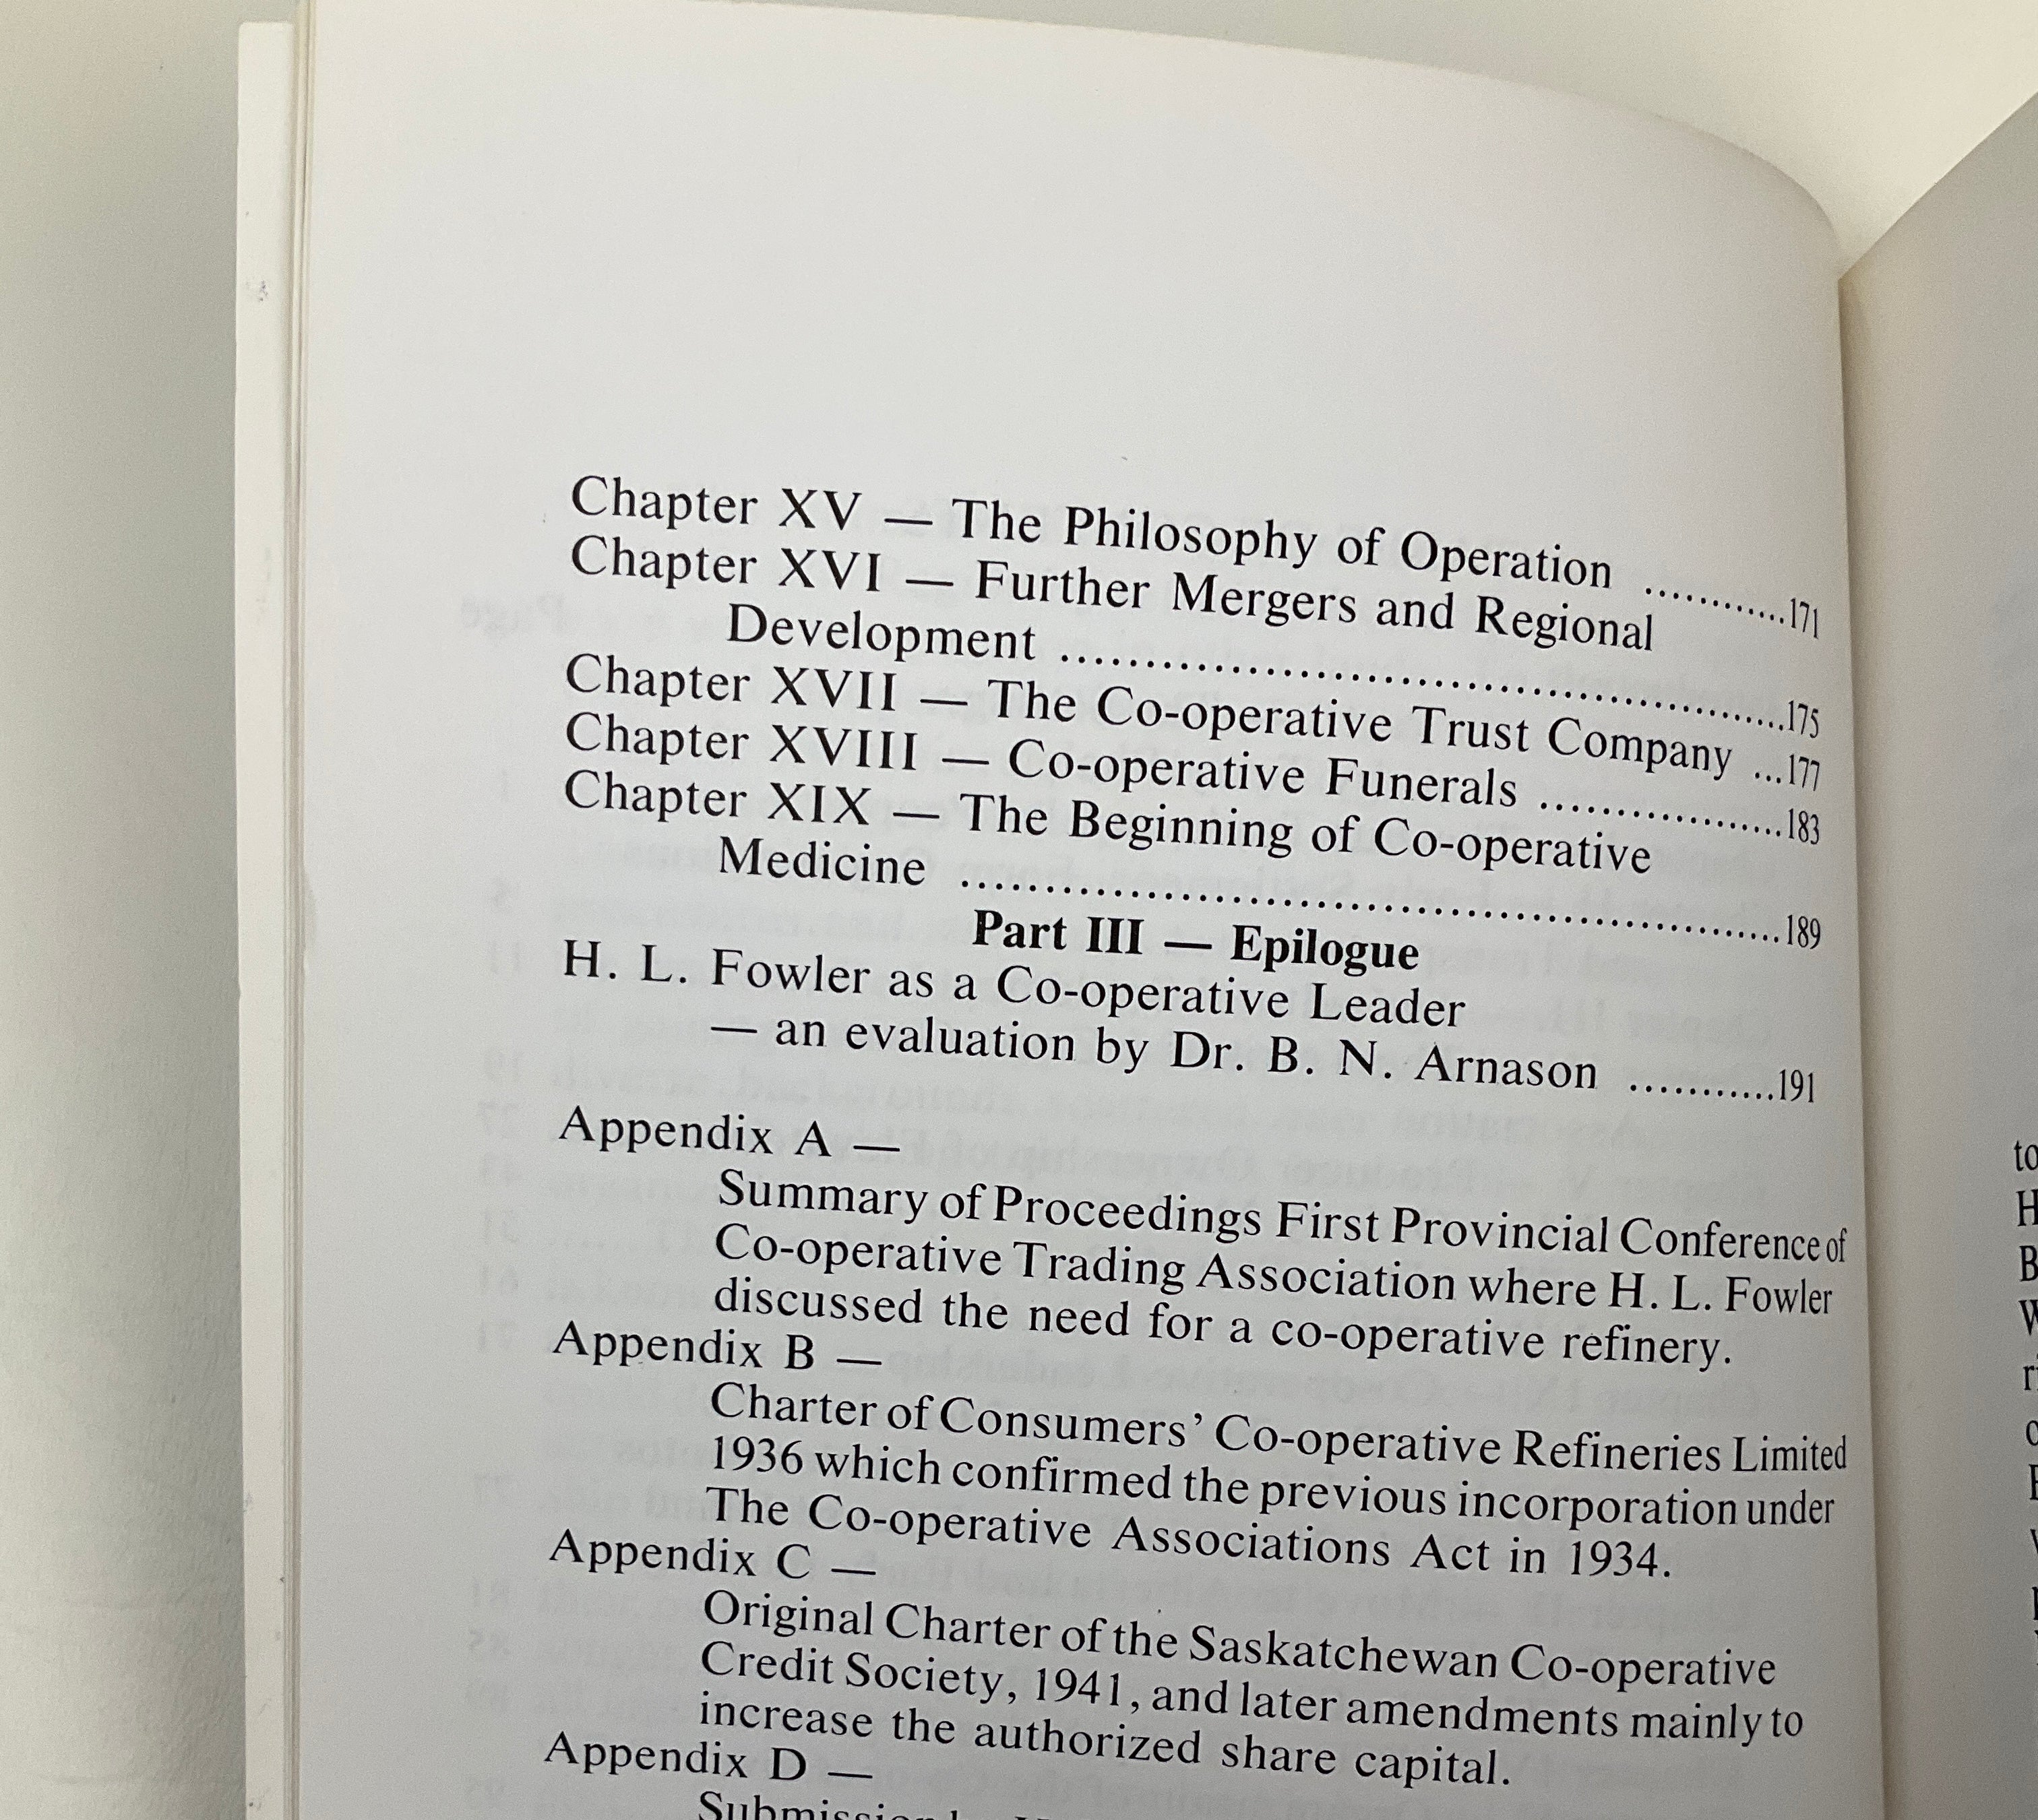 Chapter XV — The Philosophy of Operation ............171
Chapter XVI — Further Mergers and Regional
Development ..........................................175
Chapter XVII — The Co-operative Trust Company ...177
Chapter XVIII — Co-operative Funerals .................183
Chapter XIX — The Beginning of Co-operative
Medicine ................................................189
Part III — Epilogue
H. L. Fowler as a Co-operative Leader
— an evaluation by Dr. B. N. Arnason ...........191
Appendix A —
Summary of Proceedings First Provincial Conference of
Co-operative Trading Association where H. L. Fowler
discussed the need for a co-operative refinery.
Appendix B —
Charter of Consumers' Co-operative Refineries Limited
1936 which confirmed the previous incorporation under
The Co-operative Associations Act in 1934.
Appendix C —
Original Charter of the Saskatchewan Co-operative
Credit Society, 1941, and later amendments mainly to
increase the authorized share capital.
Appendix D —